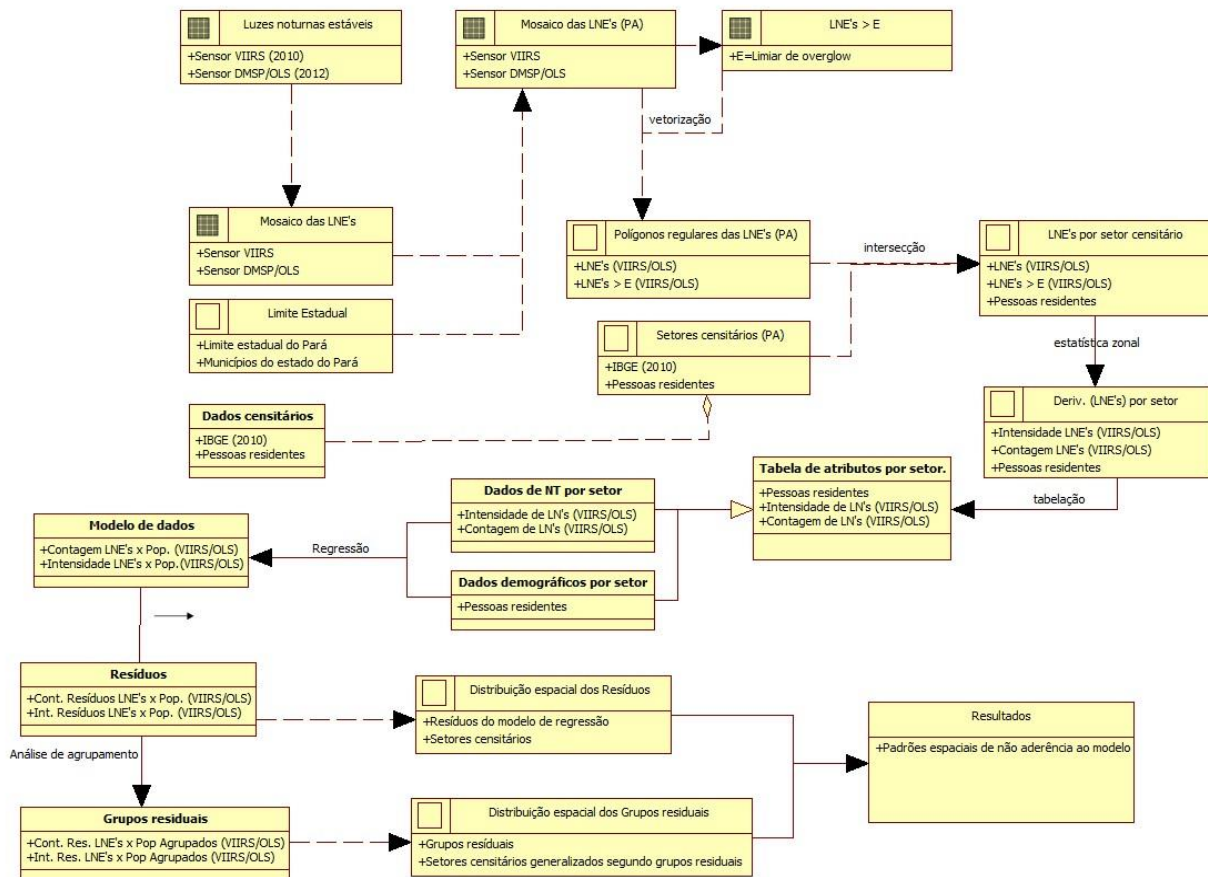 Luzes noturnas estáveis
+Sensor VIIRS (2010)
+Sensor DMSP/OLS (2012)
Mosaico das LNE's (PA)
+Sensor VIIRS
+Sensor DMSP/OLS
LNE's > E
+E=Limiar de overglow
vetorização
Mosaico das LNE's
+Sensor VIIRS
+Sensor DMSP/OLS
Polígonos regulares das LNE's (PA)
+LNE's (VIIRS/OLS)
+LNE's > E (VIIRS/OLS)
intersecção
LNE's por setor censitário
+LNE's (VIIRS/OLS)
+LNE's > E (VIIRS/OLS)
+Pessoas residentes
Limite Estadual
+Limite estadual do Pará
+Municípios do estado do Pará
Setores censitários (PA)
+IBGE (2010)
+Pessoas residentes
estatística zonal
Dados censitários
+IBGE (2010)
+Pessoas residentes
Deriv. (LNE's) por setor
+Intensidade LNE's (VIIRS/OLS)
+Contagem LNE's (VIIRS/OLS)
+Pessoas residentes
tabelação
Tabela de atributos por setor.
+Pessoas residentes
+Intensidade de LN's (VIIRS/OLS)
+Contagem de LN's (VIIRS/OLS)
Dados de NT por setor
+Intensidade de LN's (VIIRS/OLS)
+Contagem de LN's (VIIRS/OLS)
Dados demográficos por setor
+Pessoas residentes
Regressão
Modelo de dados
+Contagem LNE's x Pop. (VIIRS/OLS)
+Intensidade LNE's x Pop.(VIIRS/OLS)
Resíduos
+Cont. Resíduos LNE's x Pop. (VIIRS/OLS)
+Int. Resíduos LNE's x Pop. (VIIRS/OLS)
Distribuição espacial dos Resíduos
+Resíduos do modelo de regressão
+Setores censitários
Resultados
+Padrões espaciais de não aderência ao modelo
Análise de agrupamento
Grupos residuais
+Cont. Res. LNE's x Pop Agrupados (VIIRS/OLS)
+Int. Res. LNE's x Pop Agrupados (VIIRS/OLS)
Distribuição espacial dos Grupos residuais
+Grupos resíduais
+Setores censitários generalizados segundo grupos residuais